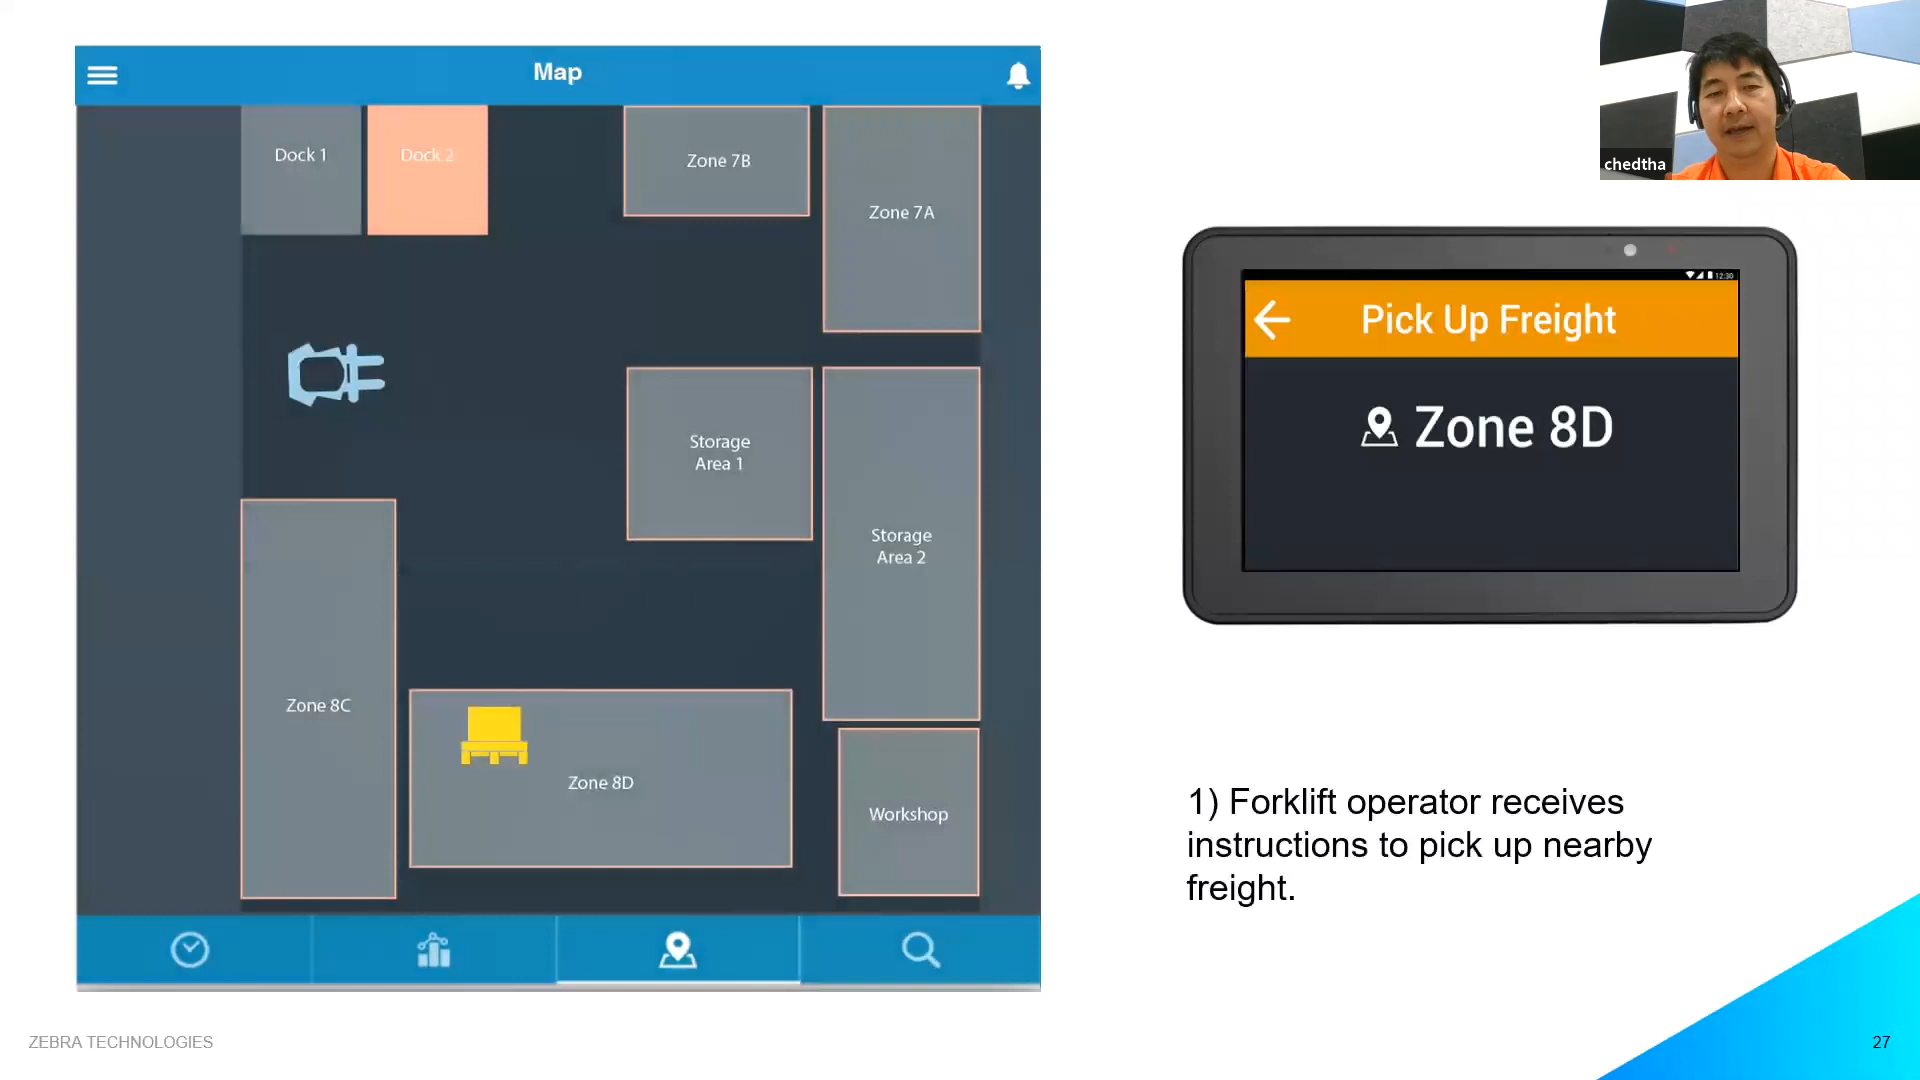 Map
Dock 1
Dock 2
Zone 7B
Zone 7A
Storage
Area 1
Storage
Area 2
Zone 8C
Zone 8D
Workshop
chedtha
12:30
Pick Up Freight
Zone 8D
1) Forklift operator receives
instructions to pick up nearby
freight.
ZEBRA TECHNOLOGIES
27